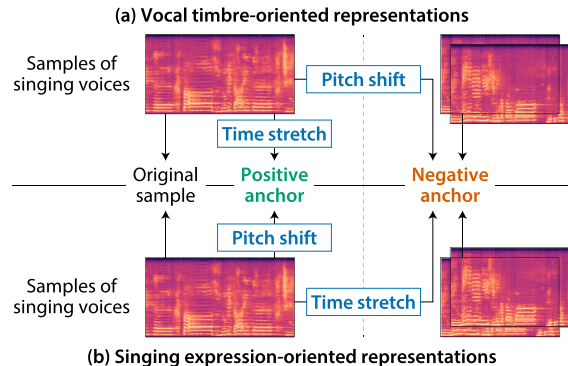 (a) Vocal timbre-oriented representations
Samples of
singing voices
Pitch shift
Time stretch
Original
sample
Positive
anchor
Negative
anchor
Pitch shift
Samples of
singing voices
Time stretch
(b) Singing expression-oriented representations